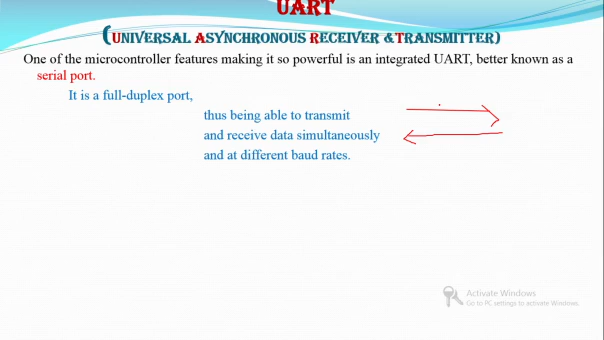 UART
(UNIVERSAL ASYNCHRONOUS RECEIVER & TRANSMITTER)
One of the microcontroller features making it so powerful is an integrated UART, better known as a
serial port.
It is a full-duplex port,
thus being able to transmit
and receive data simultaneously
and at different baud rates.
Activate Windows
Go to PC settings to activate Windows.